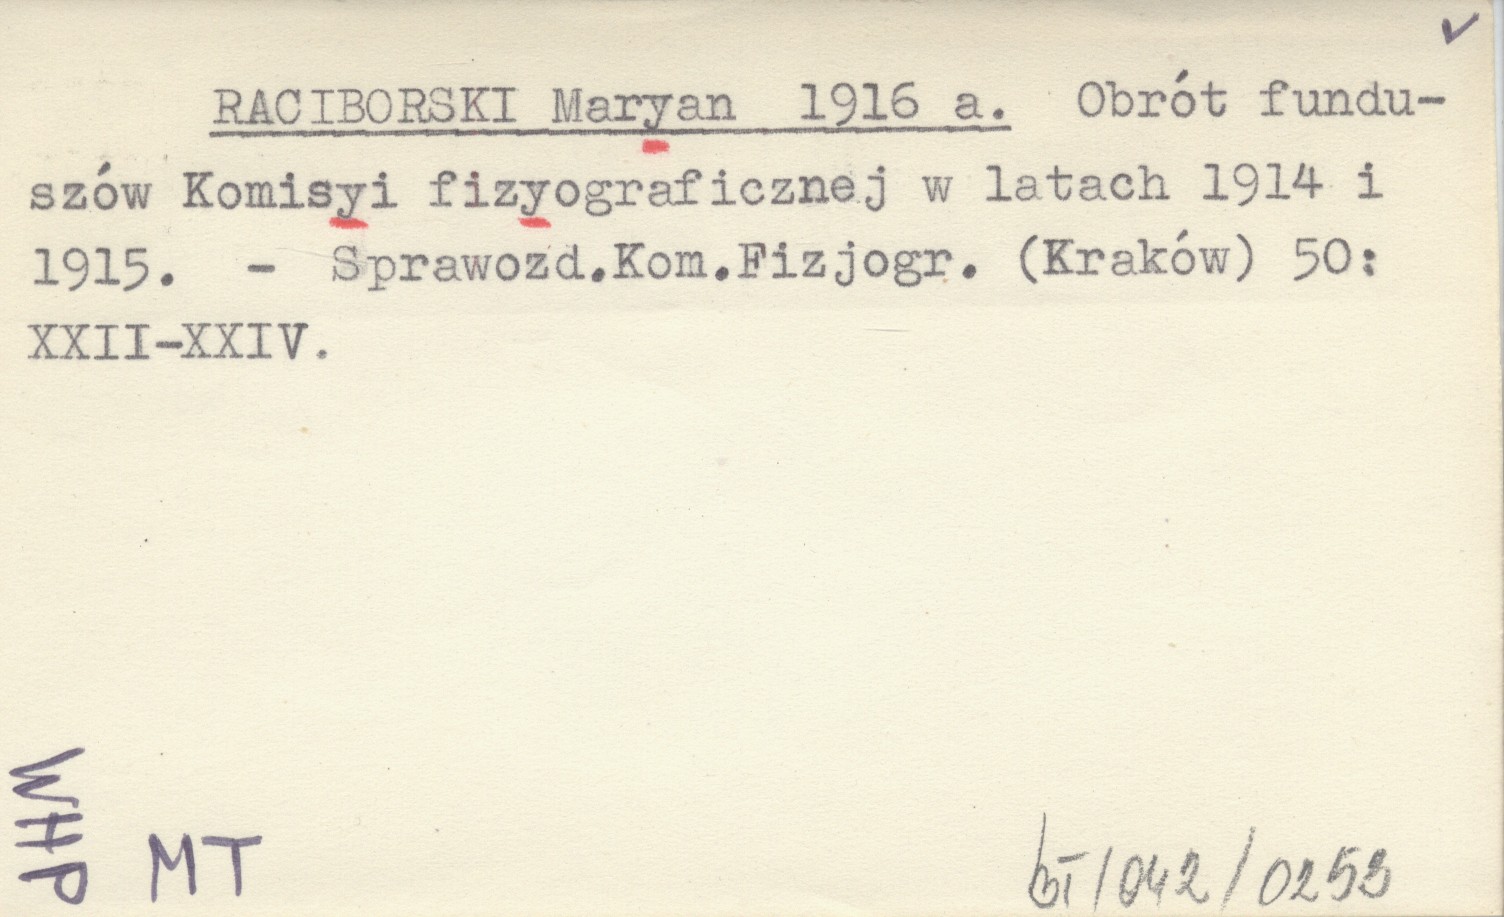 RACIBORSKI Maryan 1916 a. Obrót fundu-
szów Komisyi fizyograficznej w latach 1914 i
1915. - Sprawozd.Kom.Fizjogr. (Kraków) 50:
XXII-XXIV.
WHP
MT
bI/042/0253